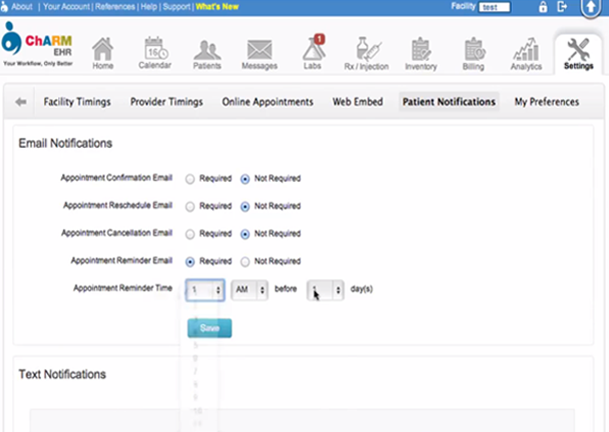 About | Your Account | References | Help | Support | What's New
Facility test
ChARM
EHR
Your Workflow, Only Better
1
16
Home Calendar Patients Messages Labs Rx / Injection Inventory Billing Analytics Settings
Facility Timings Provider Timings Online Appointments Web Embed Patient Notifications My Preferences
Email Notifications
Appointment Confirmation Email Required Not Required
Appointment Reschedule Email Required Not Required
Appointment Cancellation Email Required Not Required
Appointment Reminder Email Required Not Required
Appointment Reminder Time 1 AM before day(s)
Save
Text Notifications